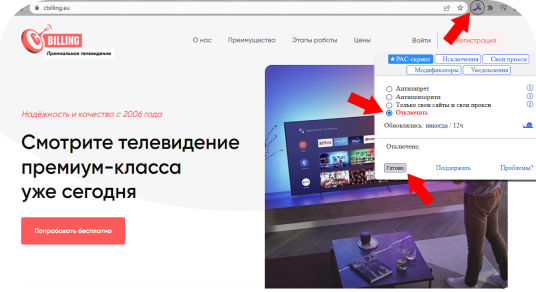 cbilling.eu
BILLING
Премиальное телевидение
О нас
Преимущества
Этапы работы
Цены
Войти
Регистрация
★ PAC-скрипт
Исключения
Свои прокси
Модификаторы
Уведомления
Антизапрет
Антицензорити
Только свои сайты и свои прокси
Отключить
Обновлялись: никогда / 12ч
Отключено.
Готово
Поддержать
Проблемы?
Надёжность и качество с 2006 года
Смотрите телевидение
премиум-класса
уже сегодня
Попробовать бесплатно